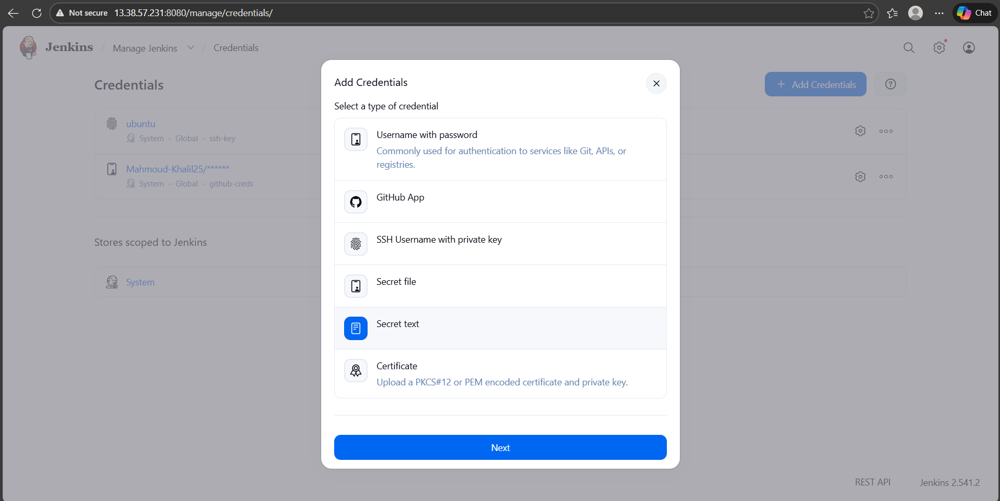 Not secure 13.38.57.231:8080/manage/credentials/ Chat
Jenkins / Manage Jenkins / Credentials
Credentials
+ Add Credentials
ubuntu
System - Global - ssh-key
Mahmoud-Khalil25/******
System - Global - github-creds
Stores scoped to Jenkins
System
Add Credentials
Select a type of credential
Username with password
Commonly used for authentication to services like Git, APIs, or
registries.
GitHub App
SSH Username with private key
Secret file
Secret text
Certificate
Upload a PKCS#12 or PEM encoded certificate and private key.
Next
REST API Jenkins 2.541.2